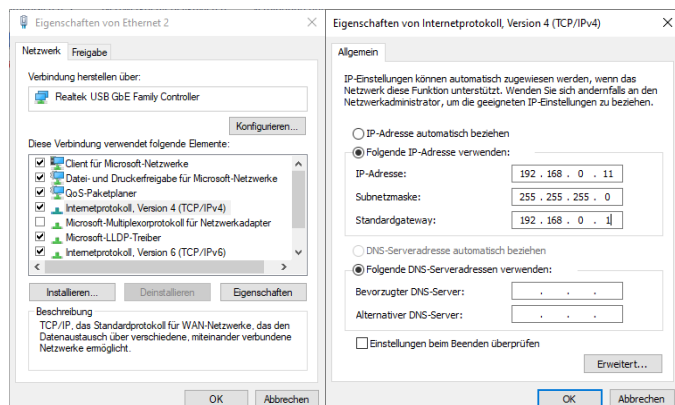 Eigenschaften von Ethernet 2
Netzwerk Freigabe
Verbindung herstellen über:
Realtek USB GbE Family Controller
Konfigurieren...
Diese Verbindung verwendet folgende Elemente:
Client für Microsoft-Netzwerke
Datei- und Druckerfreigabe für Microsoft-Netzwerke
QoS-Paketplaner
Internetprotokoll, Version 4 (TCP/IPv4)
Microsoft-Multiplexorprotokoll für Netzwerkadapter
Microsoft-LLDP-Treiber
Internetprotokoll, Version 6 (TCP/IPv6)
Installieren... Deinstallieren Eigenschaften
Beschreibung
TCP/IP, das Standardprotokoll für WAN-Netzwerke, das den
Datenaustausch über verschiedene, miteinander verbundene
Netzwerke ermöglicht.
OK Abbrechen
Eigenschaften von Internetprotokoll, Version 4 (TCP/IPv4)
Allgemein
IP-Einstellungen können automatisch zugewiesen werden, wenn das
Netzwerk diese Funktion unterstützt. Wenden Sie sich andernfalls an den
Netzwerkadministrator, um die geeigneten IP-Einstellungen zu beziehen.
IP-Adresse automatisch beziehen
Folgende IP-Adresse verwenden:
IP-Adresse: 192 . 168 . 0 . 11
Subnetzmaske: 255 . 255 . 255 . 0
Standardgateway: 192 . 168 . 0 . 1
DNS-Serveradresse automatisch beziehen
Folgende DNS-Serveradressen verwenden:
Bevorzugter DNS-Server: . . .
Alternativer DNS-Server: . . .
Einstellungen beim Beenden überprüfen
Erweitert...
OK Abbrechen